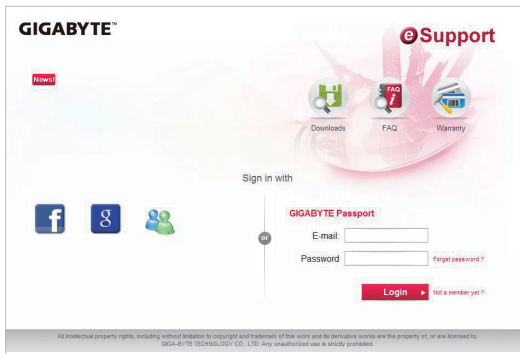 GIGABYTE™
eSupport
News!
FAQ
Downloads
FAQ
Warranty
Sign in with
f
g
or
GIGABYTE Passport
E-mail:
Password
Forget password ?
Login
Not a member yet ?
All intellectual property rights, including without limitation to copyright and trademark of this work and its derivative works are the property of, or are licensed to,
GIGA-BYTE TECHNOLOGY CO., LTD. Any unauthorized use is strictly prohibited.